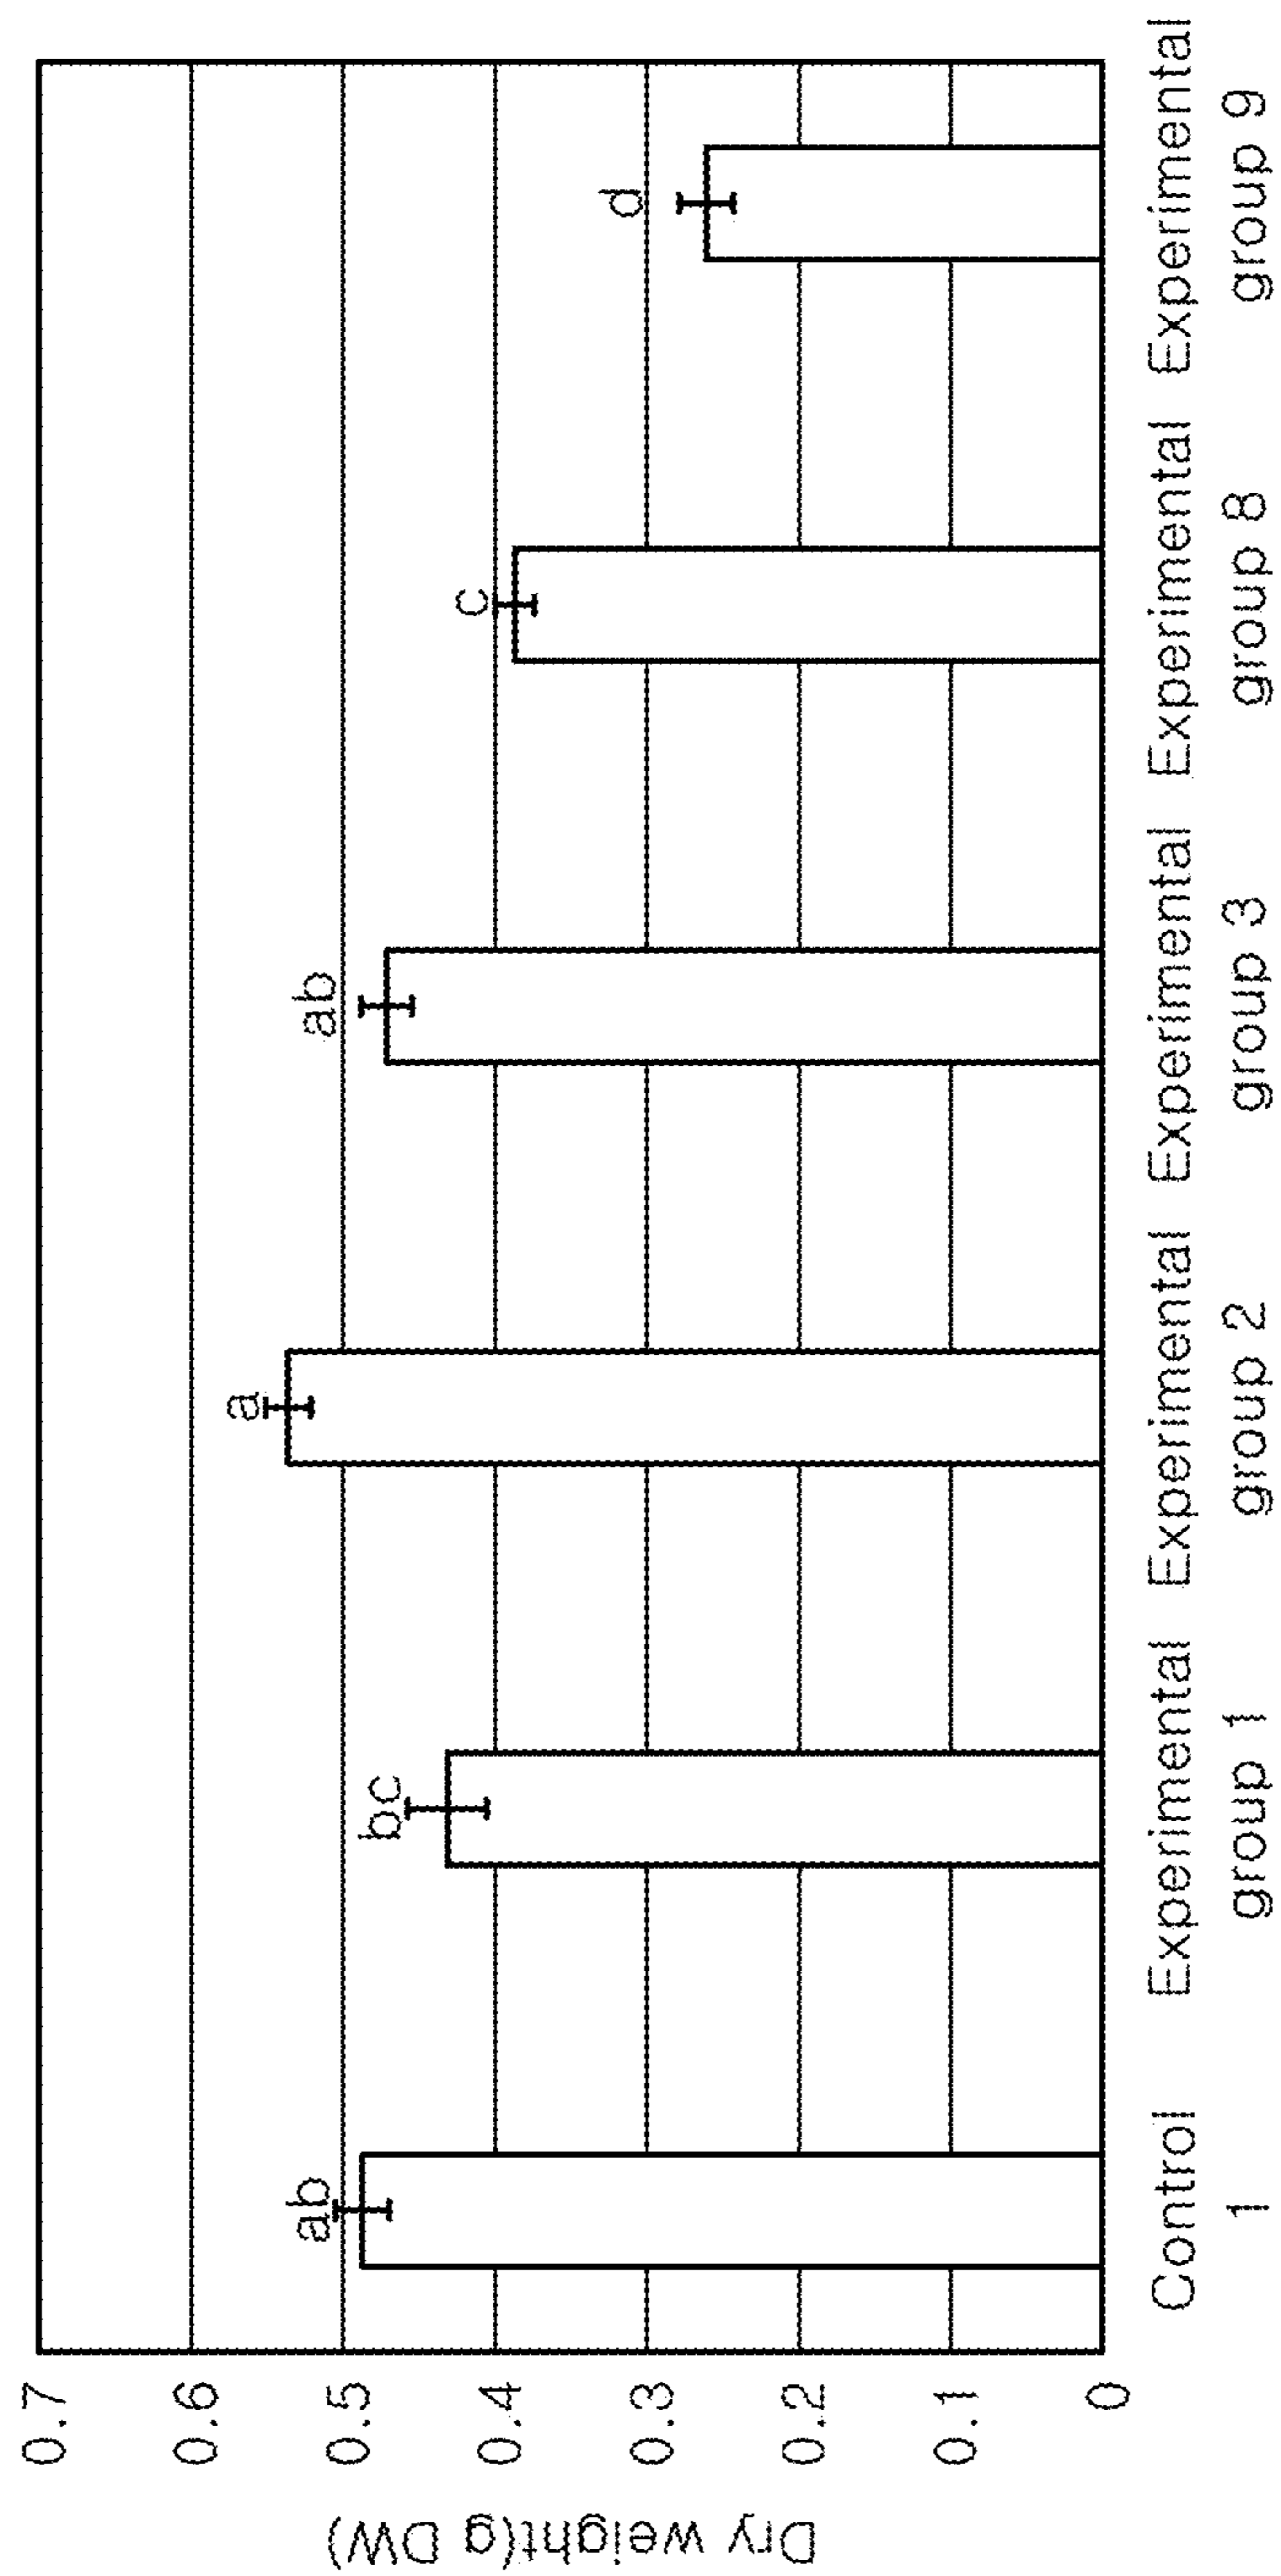 Dry weight(g DW)
0.7
0.6
0.5
0.4
0.3
0.2
0.1
0
ab
bc
a
ab
c
d
Control
1
Experimental
group 1
Experimental
group 2
Experimental
group 3
Experimental
group 8
Experimental
group 9